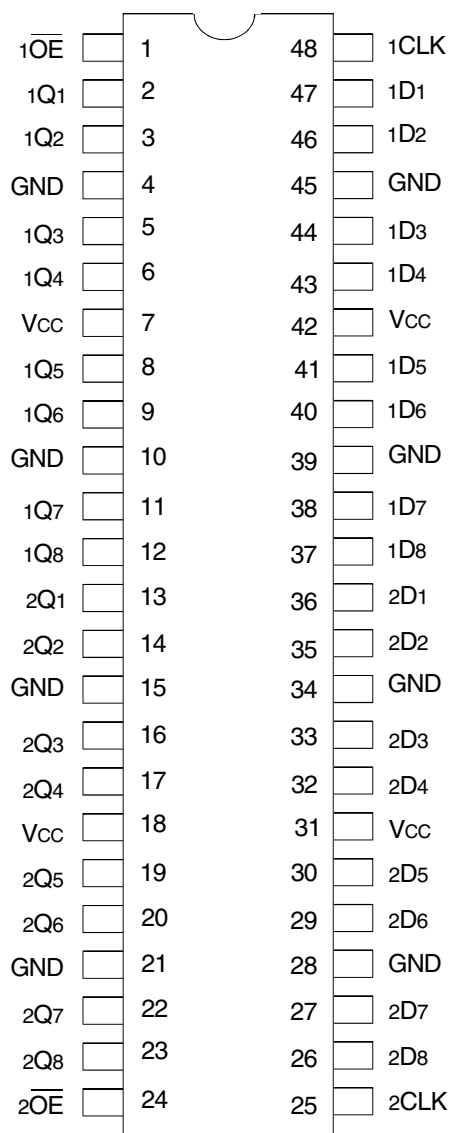 1OE 1 48 1CLK
1Q1 2 47 1D1
1Q2 3 46 1D2
GND 4 45 GND
1Q3 5 44 1D3
1Q4 6 43 1D4
VCC 7 42 VCC
1Q5 8 41 1D5
1Q6 9 40 1D6
GND 10 39 GND
1Q7 11 38 1D7
1Q8 12 37 1D8
2Q1 13 36 2D1
2Q2 14 35 2D2
GND 15 34 GND
2Q3 16 33 2D3
2Q4 17 32 2D4
VCC 18 31 VCC
2Q5 19 30 2D5
2Q6 20 29 2D6
GND 21 28 GND
2Q7 22 27 2D7
2Q8 23 26 2D8
2OE 24 25 2CLK